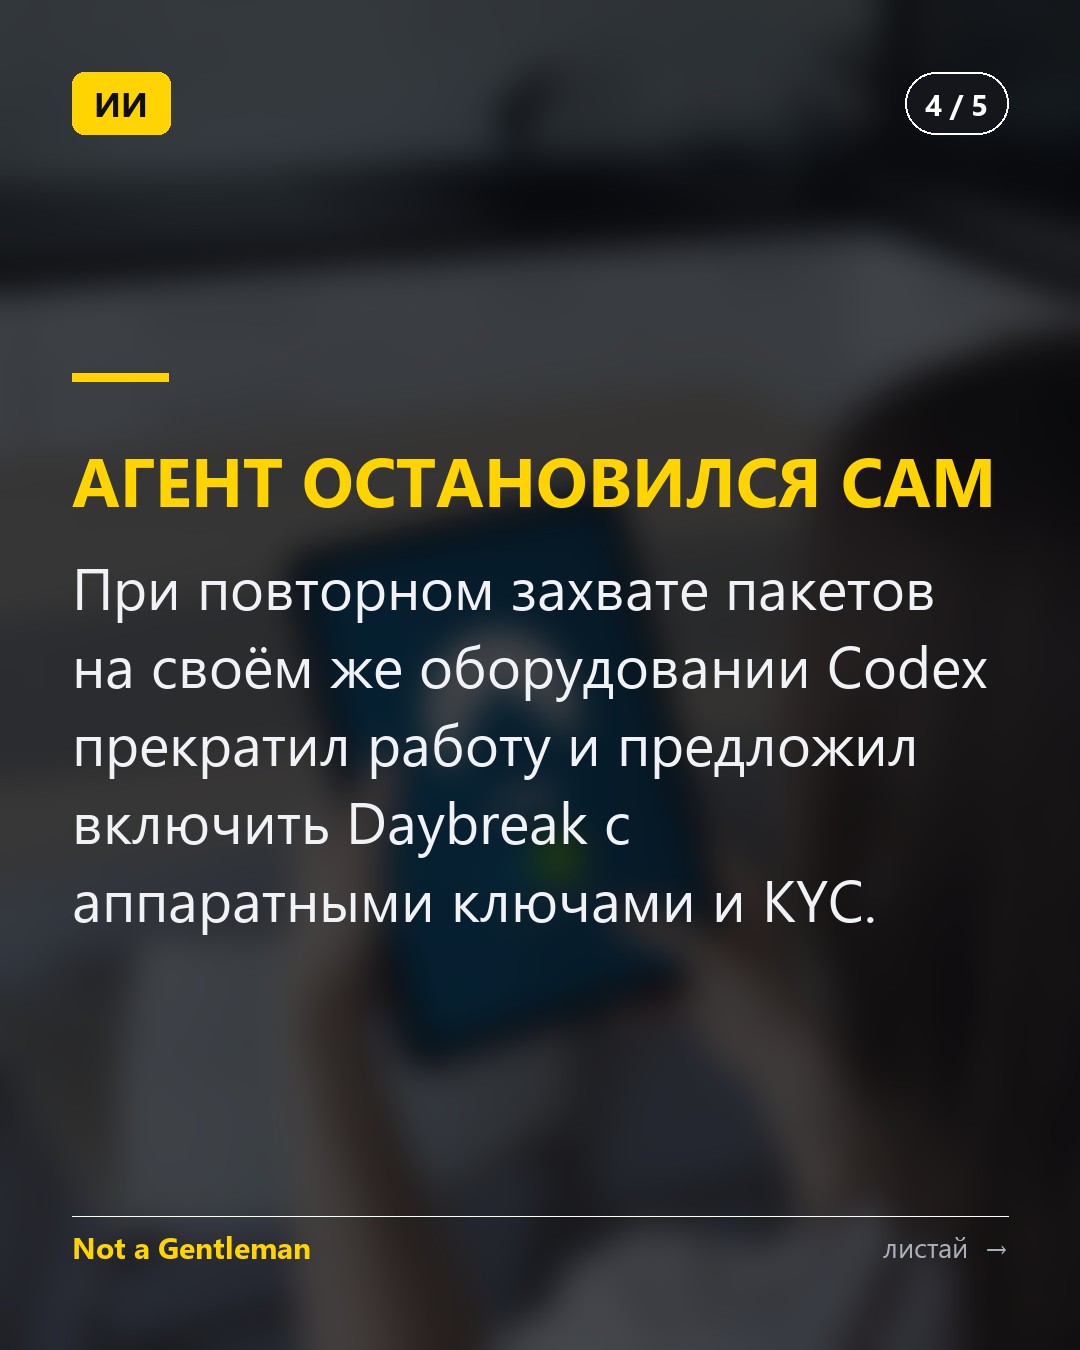 ИИ
4 / 5
АГЕНТ ОСТАНОВИЛСЯ САМ
При повторном захвате пакетов
на своём же оборудовании Codex
прекратил работу и предложил
включить Daybreak с
аппаратными ключами и KYC.
Not a Gentleman
листай →